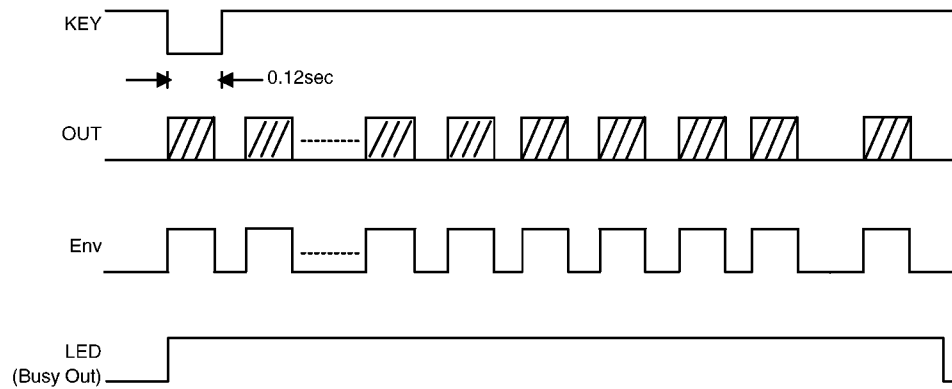 KEY
0.12sec
OUT
Env
LED
(Busy Out)